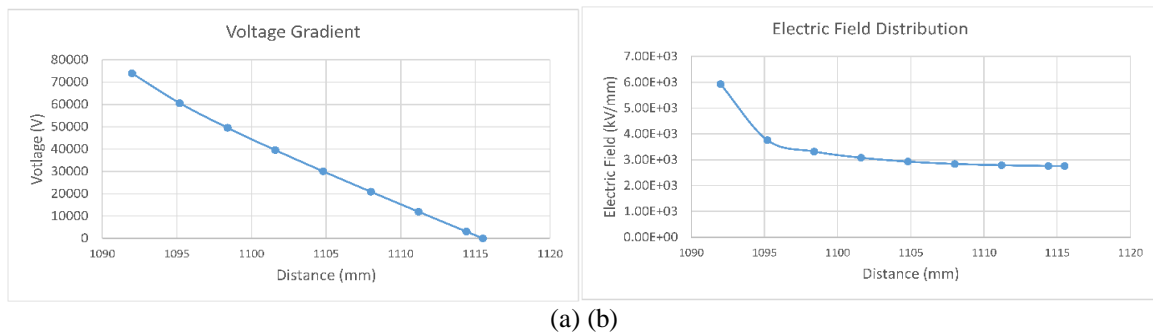 Voltage Gradient
80000
70000
60000
50000
40000
30000
20000
10000
0
Votlage (V)
1090 1095 1100 1105 1110 1115 1120
Distance (mm)
Electric Field Distribution
7.00E+03
6.00E+03
5.00E+03
4.00E+03
3.00E+03
2.00E+03
1.00E+03
0.00E+00
Electric Field (kV/mm)
1090 1095 1100 1105 1110 1115 1120
Distance (mm)
(a) (b)